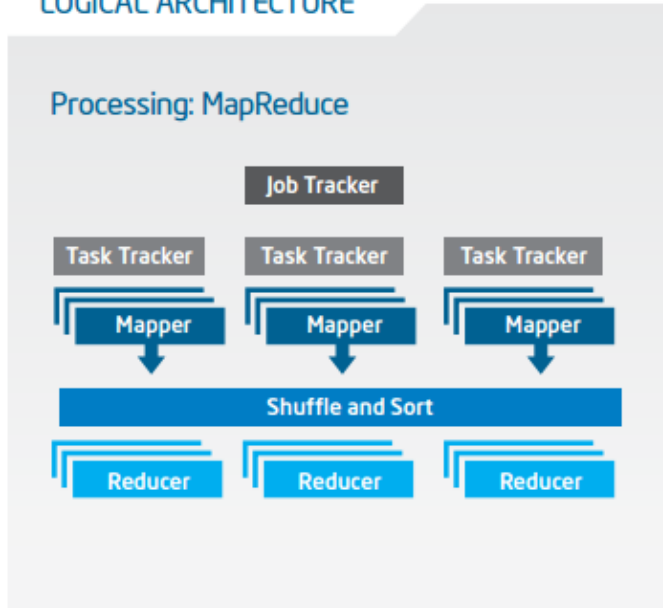 LOGICAL ARCHITECTURE
Processing: MapReduce
Job Tracker
Task Tracker Task Tracker Task Tracker
Mapper Mapper Mapper
Shuffle and Sort
Reducer Reducer Reducer